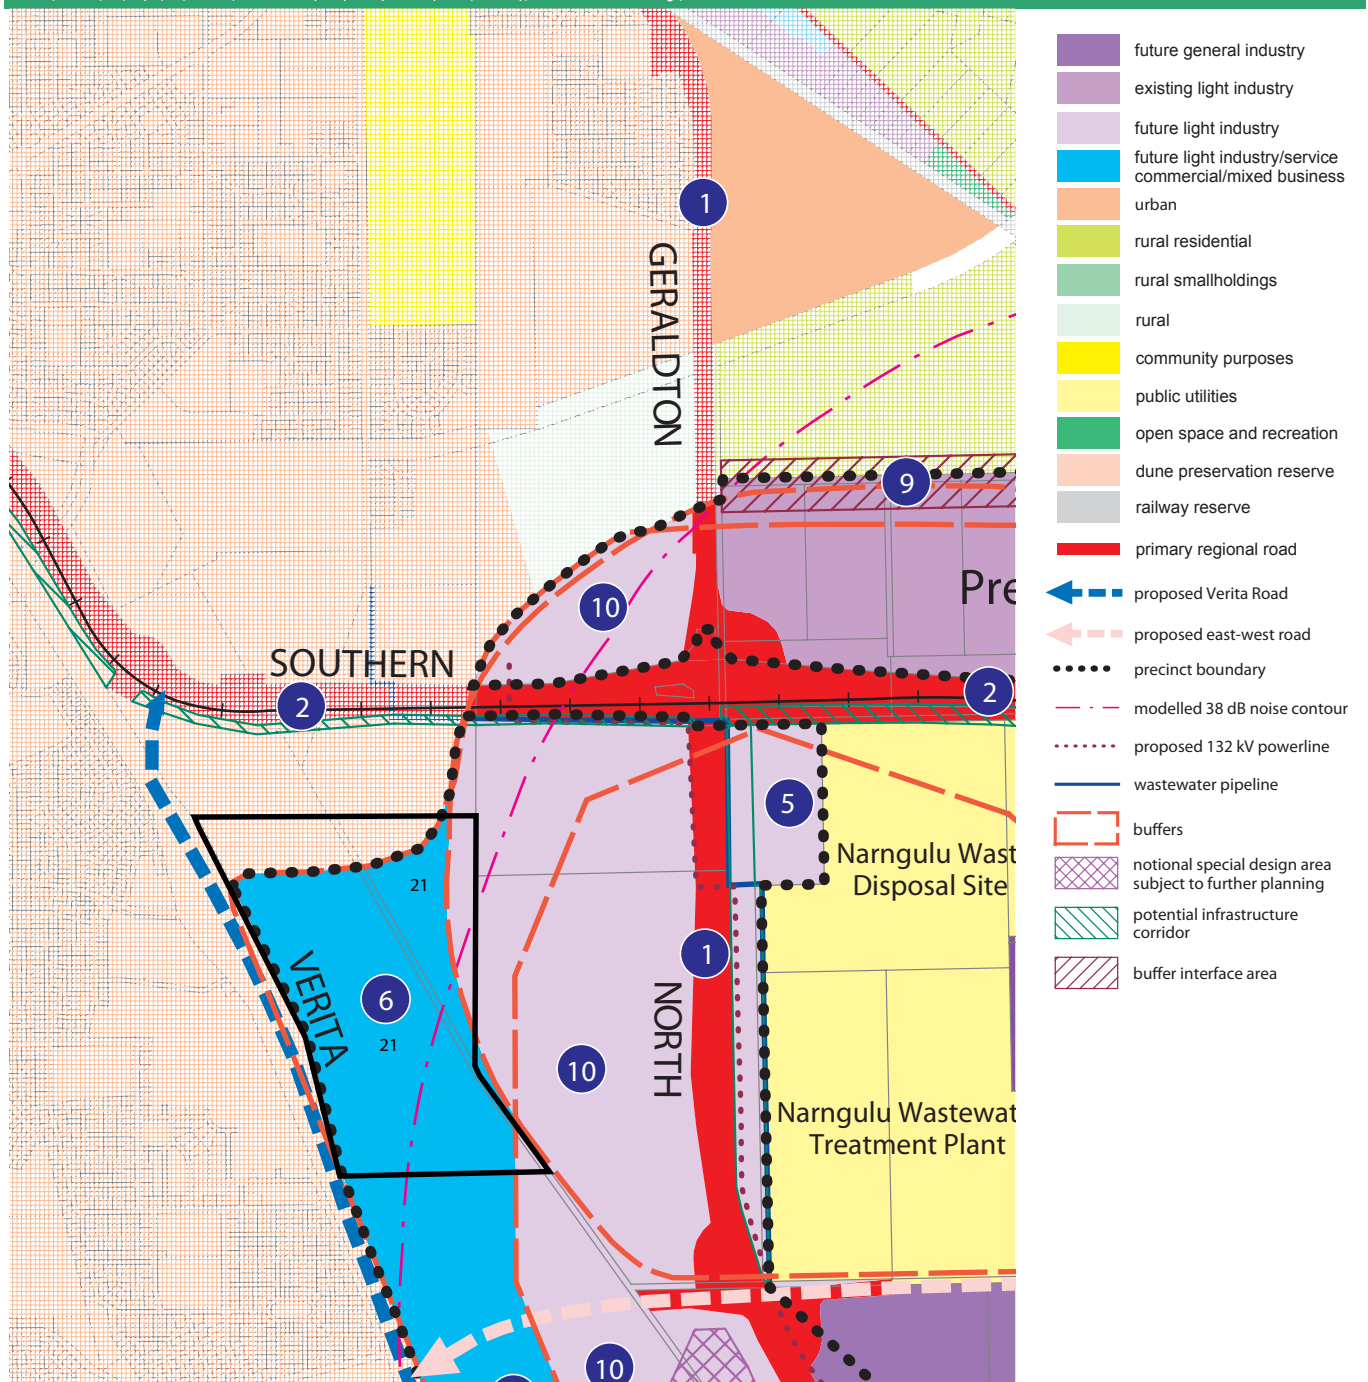 future general industry
existing light industry
future light industry
future light industry/service
commercial/mixed business
urban
rural residential
rural smallholdings
rural
community purposes
public utilities
open space and recreation
dune preservation reserve
railway reserve
primary regional road
proposed Verita Road
proposed east-west road
precinct boundary
modelled 38 dB noise contour
proposed 132 kV powerline
wastewater pipeline
buffers
notional special design area
subject to further planning
potential infrastructure
corridor
buffer interface area
1
GERALDTON
9
Pre
10
SOUTHERN
2
2
5
Narngulu Wast
Disposal Site
21
1
VERITA
6
NORTH
21
10
Narngulu Wastewat
Treatment Plant
10